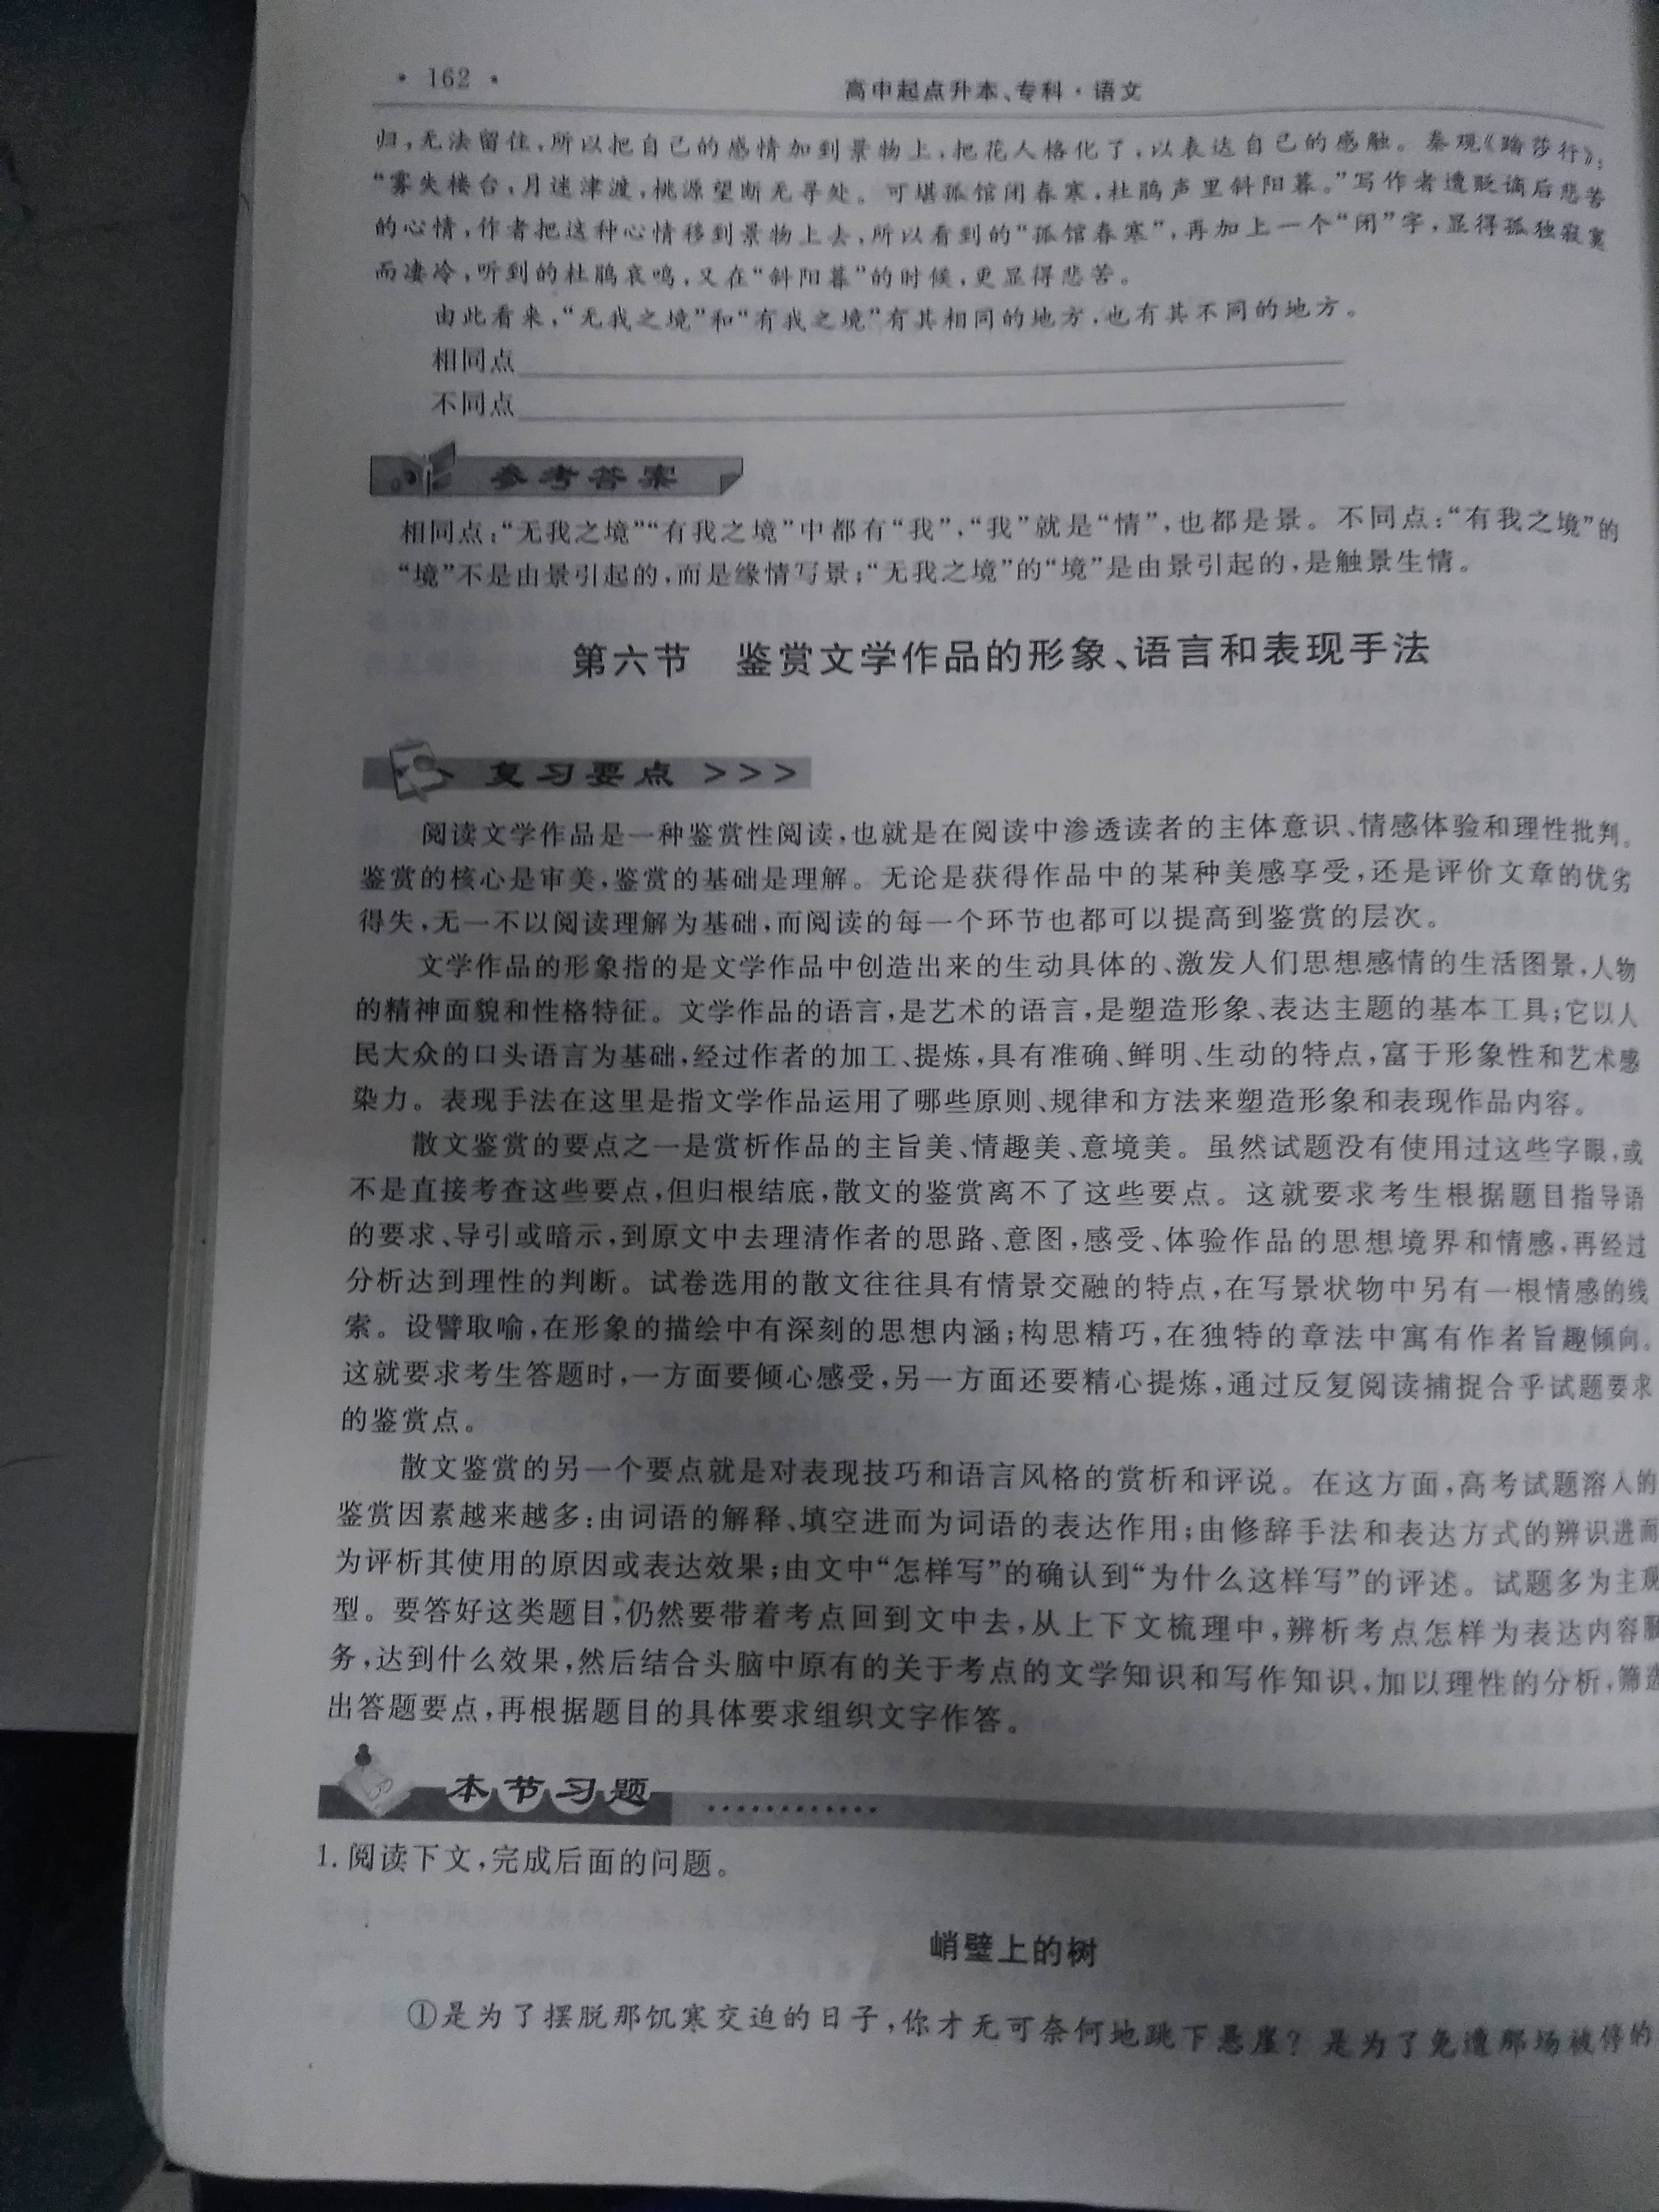 · 162 ·
高中起点升本、专科·语文
归,无法留住,所以把自己的感情加到景物上,把花人格化了,以表达自己的感触。秦观《踏莎行》:
“雾失楼台,月迷津渡,桃源望断无寻处。可堪孤馆闭春寒,杜鹃声里斜阳暮。”写作者遭贬谪后悲苦
的心情,作者把这种心情移到景物上去,所以看到的“孤馆春寒”,再加上一个“闭”字,显得孤独寂寞
而凄冷,听到的杜鹃哀鸣,又在“斜阳暮”的时候,更显得悲苦。
由此看来,“无我之境”和“有我之境”有其相同的地方,也有其不同的地方。
相同点
不同点
参考答案
相同点:“无我之境”“有我之境”中都有“我”,“我”就是“情”,也都是景。不同点:“有我之境”的
“境”不是由景引起的,而是缘情写景;“无我之境”的“境”是由景引起的,是触景生情。
第六节 鉴赏文学作品的形象、语言和表现手法
复习要点 >>>
阅读文学作品是一种鉴赏性阅读,也就是在阅读中渗透读者的主体意识、情感体验和理性批判。
鉴赏的核心是审美,鉴赏的基础是理解。无论是获得作品中的某种美感享受,还是评价文章的优劣
得失,无一不以阅读理解为基础,而阅读的每一个环节也都可以提高到鉴赏的层次。
文学作品的形象指的是文学作品中创造出来的生动具体的、激发人们思想感情的生活图景,人物
的精神面貌和性格特征。文学作品的语言,是艺术的语言,是塑造形象、表达主题的基本工具;它以人
民大众的口头语言为基础,经过作者的加工、提炼,具有准确、鲜明、生动的特点,富于形象性和艺术感
染力。表现手法在这里是指文学作品运用了哪些原则、规律和方法来塑造形象和表现作品内容。
散文鉴赏的要点之一是赏析作品的主旨美、情趣美、意境美。虽然试题没有使用过这些字眼,或
不是直接考查这些要点,但归根结底,散文的鉴赏离不了这些要点。这就要求考生根据题目指导语
的要求、导引或暗示,到原文中去理清作者的思路、意图,感受、体验作品的思想境界和情感,再经过
分析达到理性的判断。试卷选用的散文往往具有情景交融的特点,在写景状物中另有一根情感的线
索。设譬取喻,在形象的描绘中有深刻的思想内涵;构思精巧,在独特的章法中寓有作者旨趣倾向。
这就要求考生答题时,一方面要倾心感受,另一方面还要精心提炼,通过反复阅读捕捉合乎试题要求
的鉴赏点。
散文鉴赏的另一个要点就是对表现技巧和语言风格的赏析和评说。在这方面,高考试题溶入的
鉴赏因素越来越多:由词语的解释、填空进而为词语的表达作用;由修辞手法和表达方式的辨识进而
为评析其使用的原因或表达效果;由文中“怎样写”的确认到“为什么这样写”的评述。试题多为主观
型。要答好这类题目,仍然要带着考点回到文中去,从上下文梳理中,辨析考点怎样为表达内容服
务,达到什么效果,然后结合头脑中原有的关于考点的文学知识和写作知识,加以理性的分析,筛选
出答题要点,再根据题目的具体要求组织文字作答。
本节习题
1. 阅读下文,完成后面的问题。
峭壁上的树
①是为了摆脱那饥寒交迫的日子,你才无可奈何地跳下悬崖?是为了免遭那场被俘的